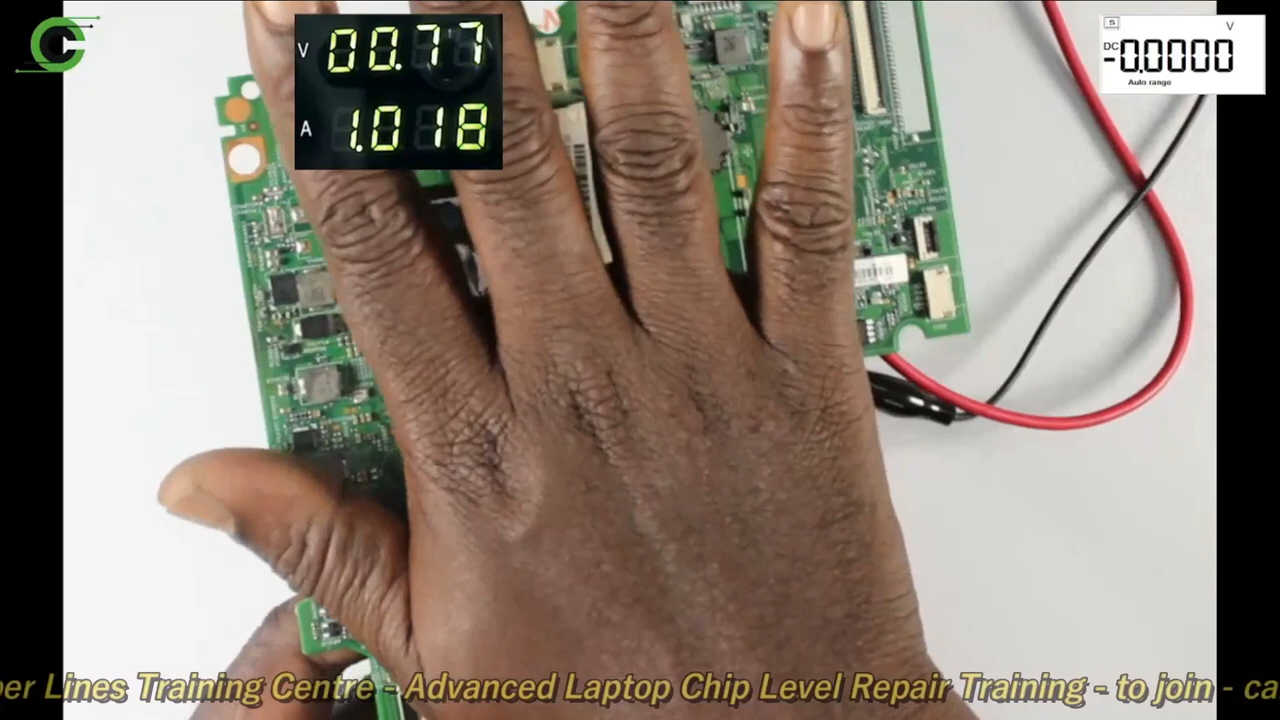 V 00.77
A 1.018
S V
DC -0.0000
Auto range
per Lines Training Centre - Advanced Laptop Chip Level Repair Training - to join - ca